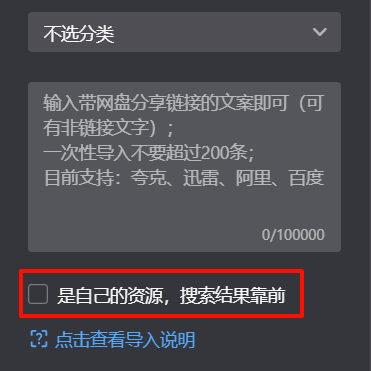 不选分类
输入带网盘分享链接的文案即可（可
有非链接文字）；
一次性导入不要超过200条；
目前支持：夸克、迅雷、阿里、百度
0/100000
是自己的资源，搜索结果靠前
点击查看导入说明